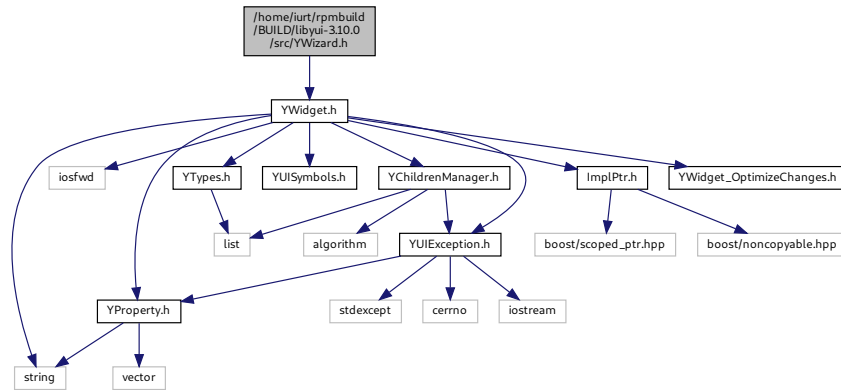 /home/iurt/rpmbuild
/BUILD/libyui-3.10.0
/src/YWizard.h
YWidget.h
iosfwd
YTypes.h
YUISymbols.h
YChildrenManager.h
ImplPtr.h
YWidget_OptimizeChanges.h
list
algorithm
YUIException.h
boost/scoped_ptr.hpp
boost/noncopyable.hpp
YProperty.h
stdexcept
cerrno
iostream
string
vector